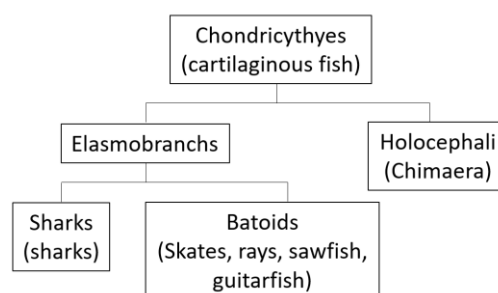 Chondricythyes
(cartilaginous fish)
Elasmobranchs
Holocephali
(Chimaera)
Sharks
(sharks)
Batoids
(Skates, rays, sawfish,
guitarfish)